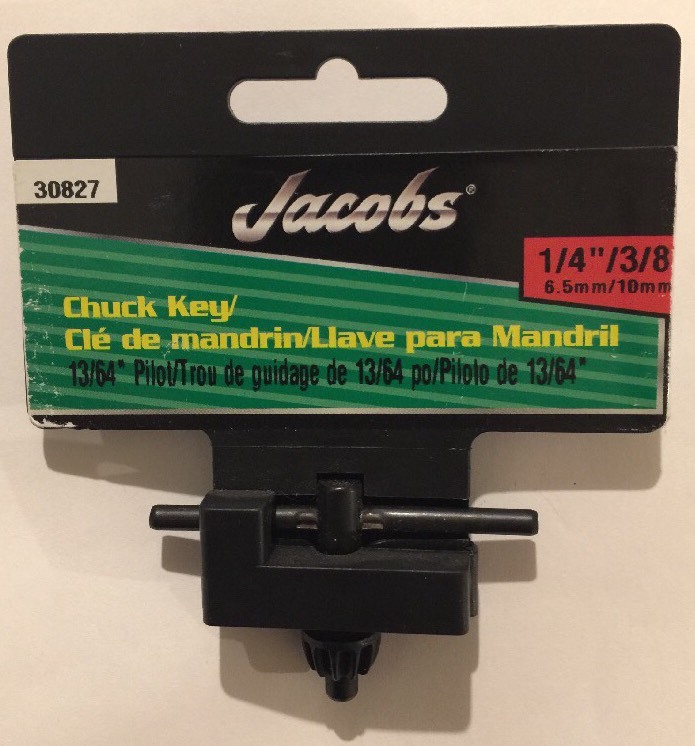 30827
Jacobs®
1/4"/3/8
6.5mm/10mm
Chuck Key/
Clé de mandrin/Llave para Mandril
13/64" Pilot/Trou de guidage de 13/64 po/Piloto de 13/64"